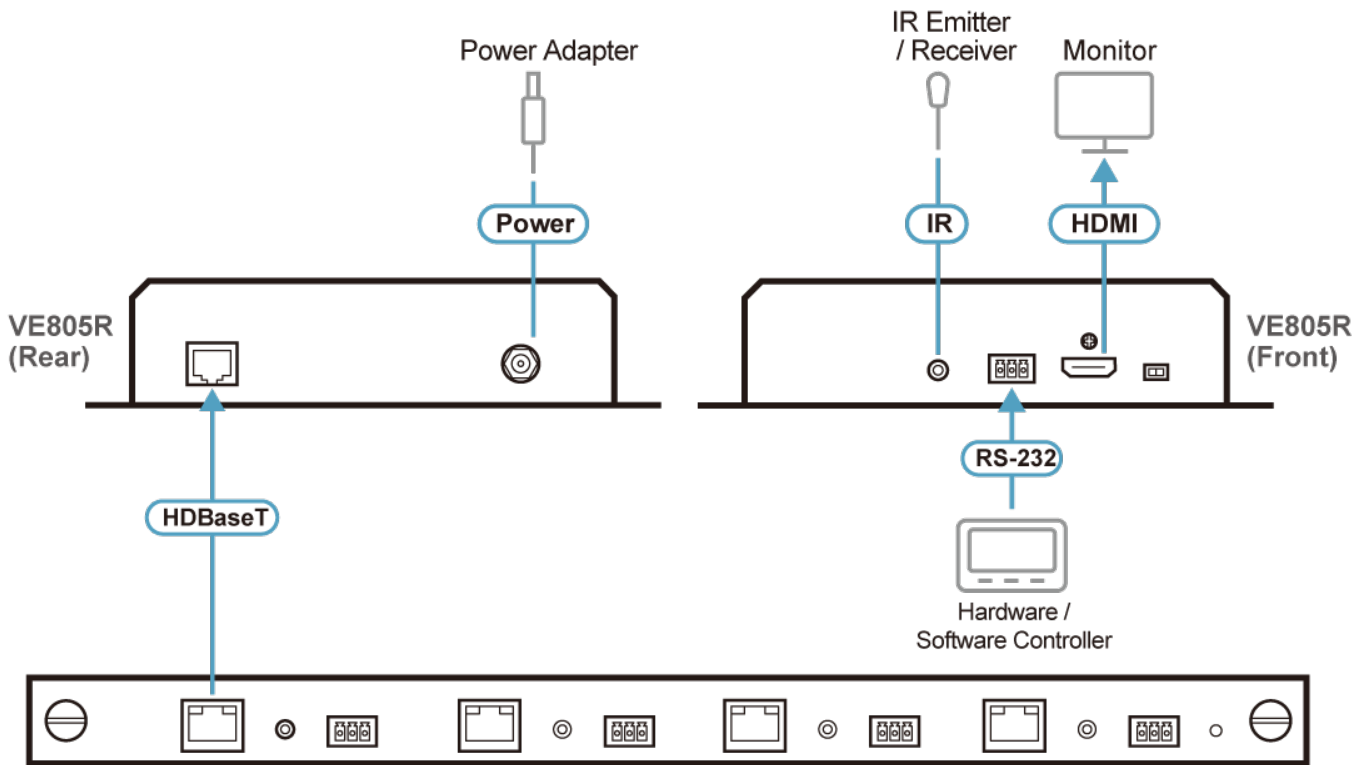 Power Adapter
IR Emitter
/ Receiver
Monitor
Power
IR
HDMI
VE805R
(Rear)
VE805R
(Front)
RS-232
HDBaseT
Hardware /
Software Controller